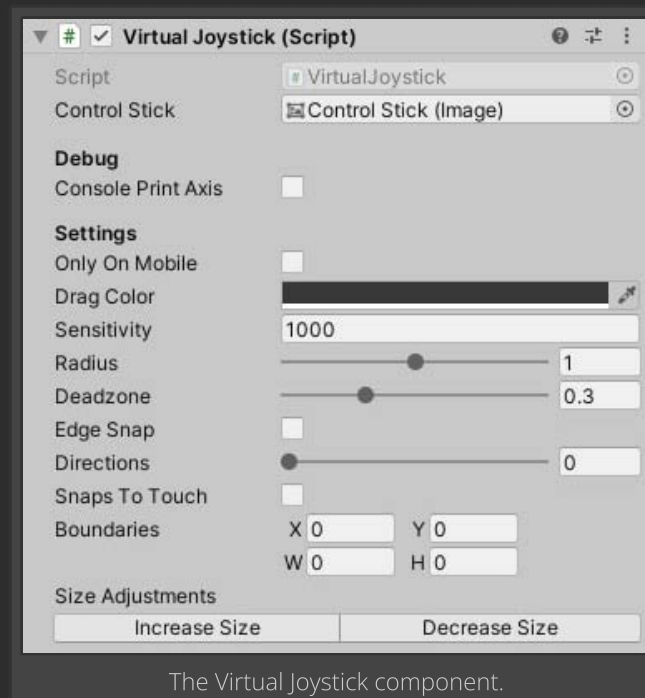 # Virtual Joystick (Script)
Script # VirtualJoystick
Control Stick Control Stick (Image)
Debug
Console Print Axis
Settings
Only On Mobile
Drag Color
Sensitivity 1000
Radius 1
Deadzone 0.3
Edge Snap
Directions 0
Snaps To Touch
Boundaries X 0 Y 0
W 0 H 0
Size Adjustments
Increase Size Decrease Size
The Virtual Joystick component.